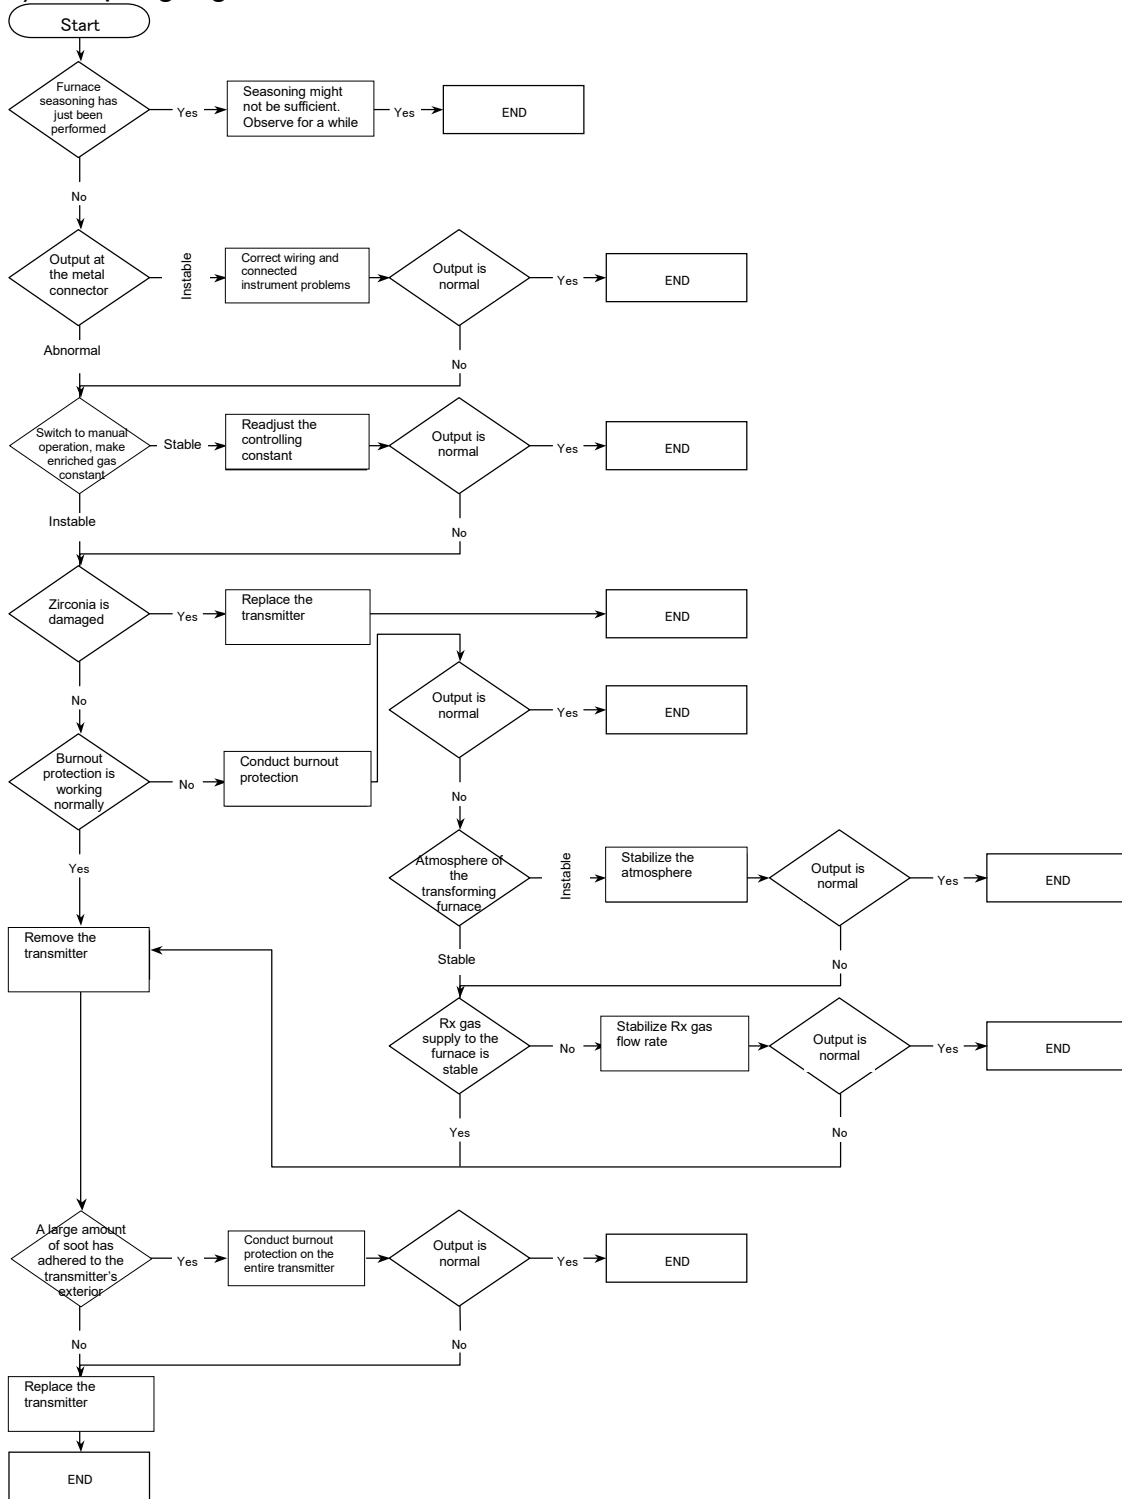 Start
Furnace
seasoning has
just been
performed
Yes
Seasoning might
not be sufficient.
Observe for a while
Yes
END
No
Output at
the metal
connector
Instable
Correct wiring and
connected
instrument problems
Output is
normal
Yes
END
Abnormal
No
Switch to manual
operation, make
enriched gas
constant
Stable
Readjust the
controlling
constant
Output is
normal
Yes
END
Instable
No
Zirconia is
damaged
Yes
Replace the
transmitter
END
No
Output is
normal
Yes
END
Burnout
protection is
working
normally
No
Conduct burnout
protection
No
Yes
Atmosphere of
the
transforming
furnace
Instable
Stabilize the
atmosphere
Output is
normal
Yes
END
Remove the
transmitter
Stable
No
Rx gas
supply to the
furnace is
stable
No
Stabilize Rx gas
flow rate
Output is
normal
Yes
END
Yes
No
A large amount
of soot has
adhered to the
transmitter's
exterior
Yes
Conduct burnout
protection on the
entire transmitter
Output is
normal
Yes
END
No
No
Replace the
transmitter
END